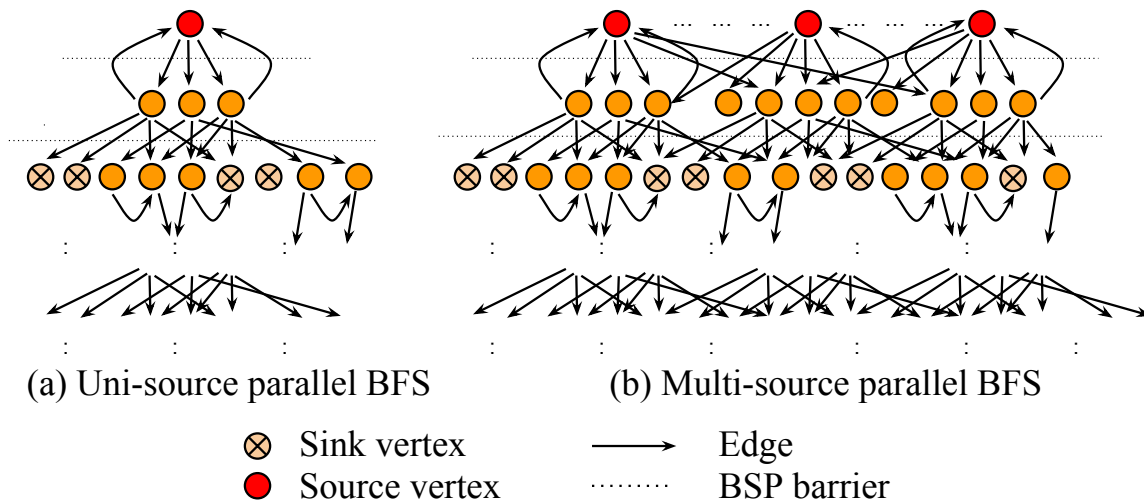 (a) Uni-source parallel BFS
(b) Multi-source parallel BFS
Sink vertex
Edge
Source vertex
BSP barrier